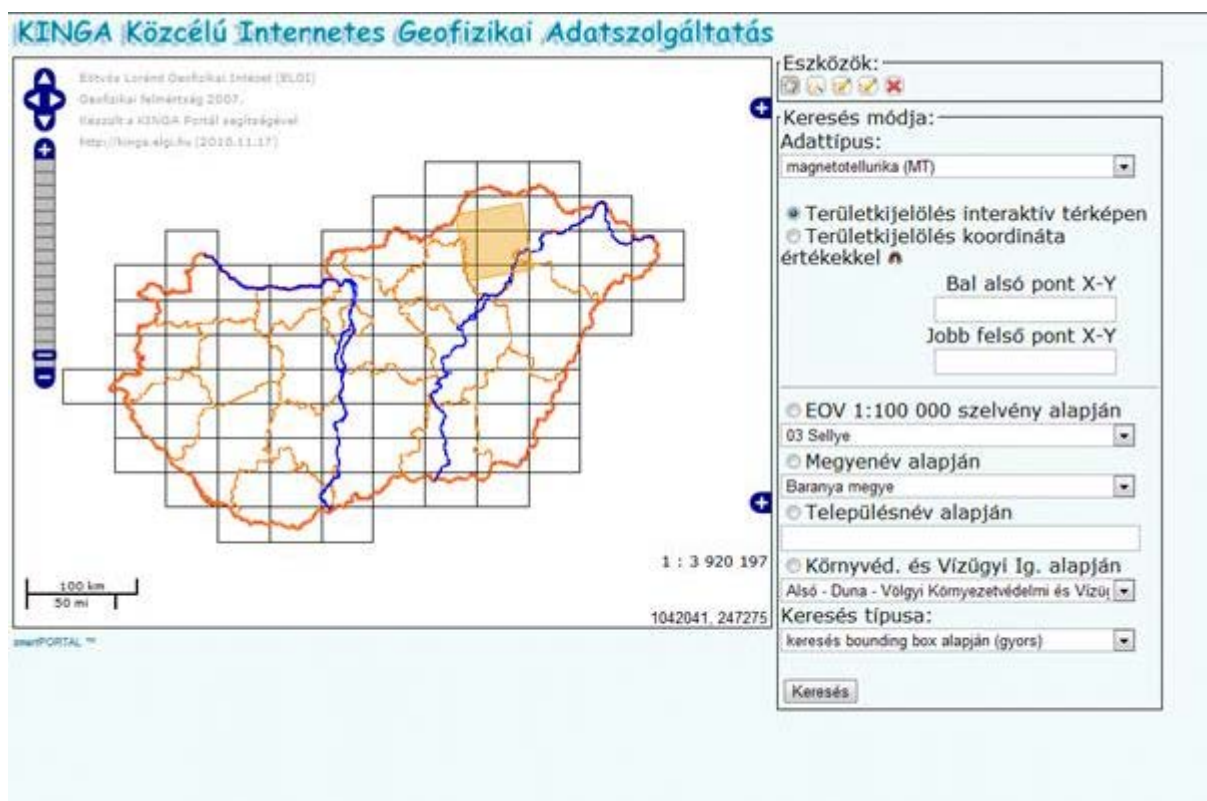 KINGA Közcélú Internetes Geofizikai Adatszolgáltatás
Eötvös Loránd Geofizikai Intézet (ELGI)
Geofizikai felmértség 2007.
Készült a KINGA Portál segítségével
http://kinga.elgi.hu (2010.11.17)
1 : 3 920 197
100 km
50 mi
1042041, 247275
smartPORTAL ™
Eszközök:
Keresés módja:
Adattípus:
magnetotellurika (MT)
Területkijelölés interaktív térképen
Területkijelölés koordináta
értékekkel
Bal alsó pont X-Y
Jobb felső pont X-Y
EOV 1:100 000 szelvény alapján
03 Sellye
Megyenév alapján
Baranya megye
Településnév alapján
Környvéd. és Vízügyi Ig. alapján
Alsó - Duna - Völgyi Környezetvédelmi és Vízüg
Keresés típusa:
keresés bounding box alapján (gyors)
Keresés